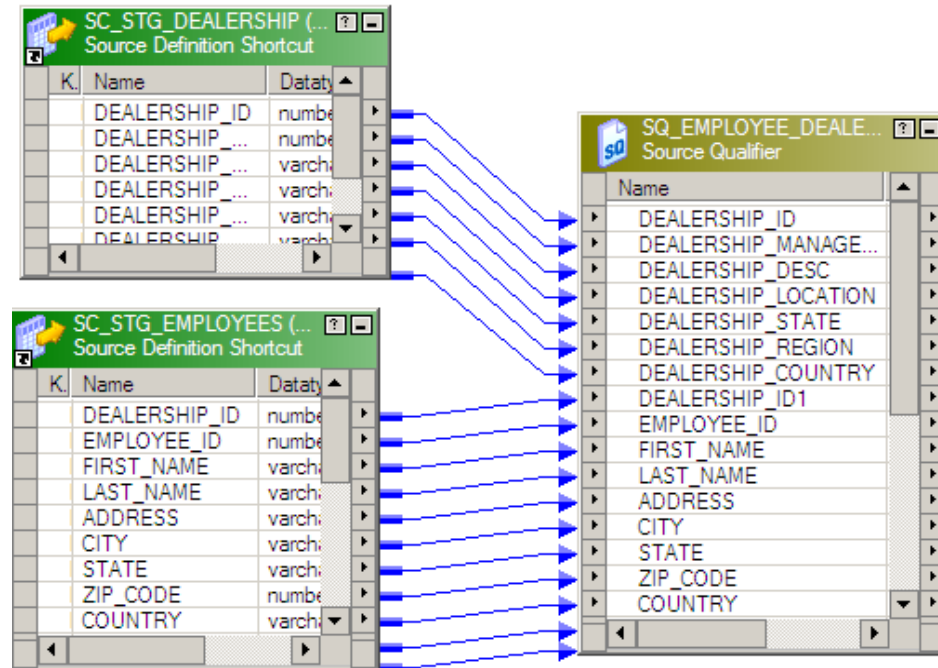 SC_STG_DEALERSHIP (...
Source Definition Shortcut
K. Name Dataty
DEALERSHIP_ID numbe
DEALERSHIP_... numbe
DEALERSHIP_... varcha
DEALERSHIP_... varcha
DEALERSHIP_... varcha
DEALERSHIP varch
SC_STG_EMPLOYEES (...
Source Definition Shortcut
K. Name Dataty
DEALERSHIP_ID numbe
EMPLOYEE_ID numbe
FIRST_NAME varcha
LAST_NAME varcha
ADDRESS varcha
CITY varcha
STATE varcha
ZIP_CODE numbe
COUNTRY varcha
SQ
SQ_EMPLOYEE_DEALE...
Source Qualifier
Name
DEALERSHIP_ID
DEALERSHIP_MANAGE...
DEALERSHIP_DESC
DEALERSHIP_LOCATION
DEALERSHIP_STATE
DEALERSHIP_REGION
DEALERSHIP_COUNTRY
DEALERSHIP_ID1
EMPLOYEE_ID
FIRST_NAME
LAST_NAME
ADDRESS
CITY
STATE
ZIP_CODE
COUNTRY